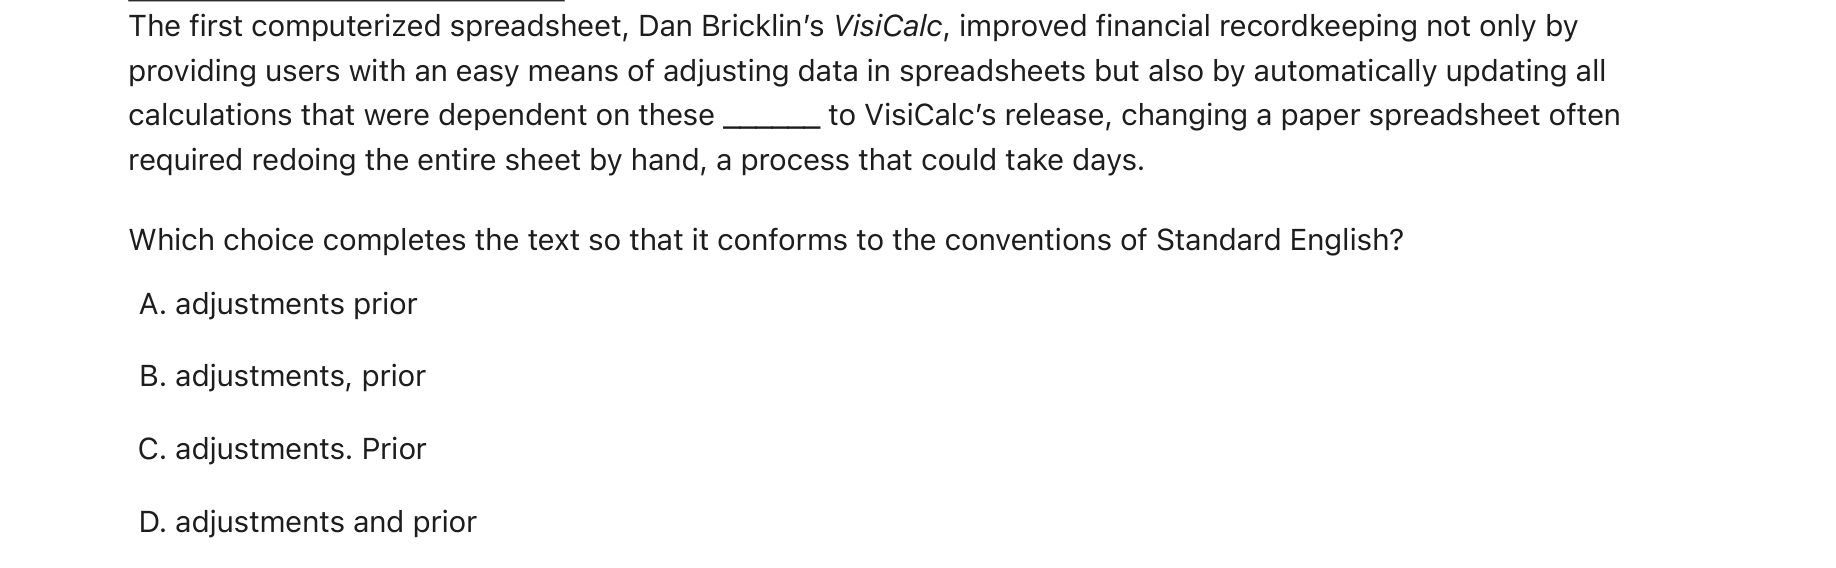 The first computerized spreadsheet, Dan Bricklin’s VisiCalc, improved financial recordkeeping not only by
providing users with an easy means of adjusting data in spreadsheets but also by automatically updating all
calculations that were dependent on these ______ to VisiCalc’s release, changing a paper spreadsheet often
required redoing the entire sheet by hand, a process that could take days.
Which choice completes the text so that it conforms to the conventions of Standard English?
A. adjustments prior
B. adjustments, prior
C. adjustments. Prior
D. adjustments and prior